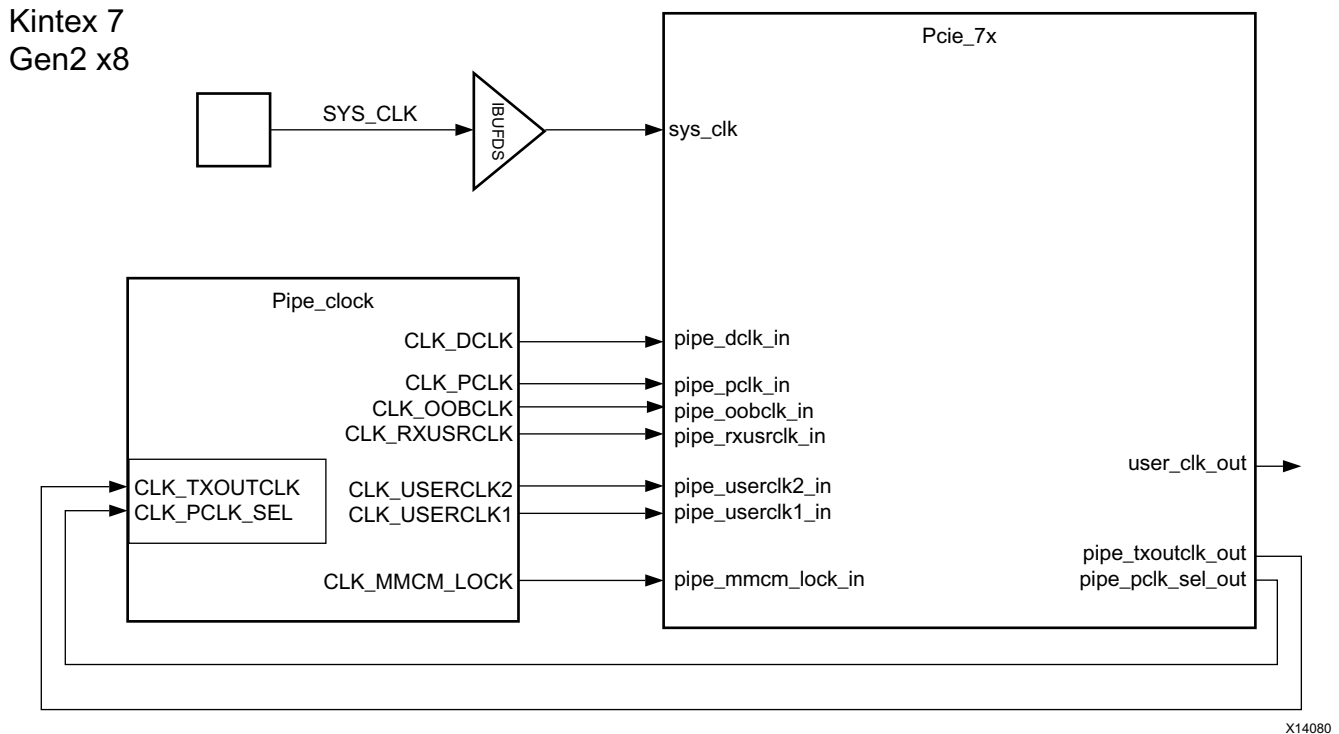 Kintex 7
Gen2 x8
Pcie_7x
SYS_CLK
IBUFDS
sys_clk
Pipe_clock
CLK_DCLK
pipe_dclk_in
CLK_PCLK
pipe_pclk_in
CLK_OOBCLK
pipe_oobclk_in
CLK_RXUSRCLK
pipe_rxusrclk_in
user_clk_out
CLK_TXOUTCLK
CLK_USERCLK2
pipe_userclk2_in
CLK_PCLK_SEL
CLK_USERCLK1
pipe_userclk1_in
pipe_txoutclk_out
CLK_MMCM_LOCK
pipe_mmcm_lock_in
pipe_pclk_sel_out
X14080